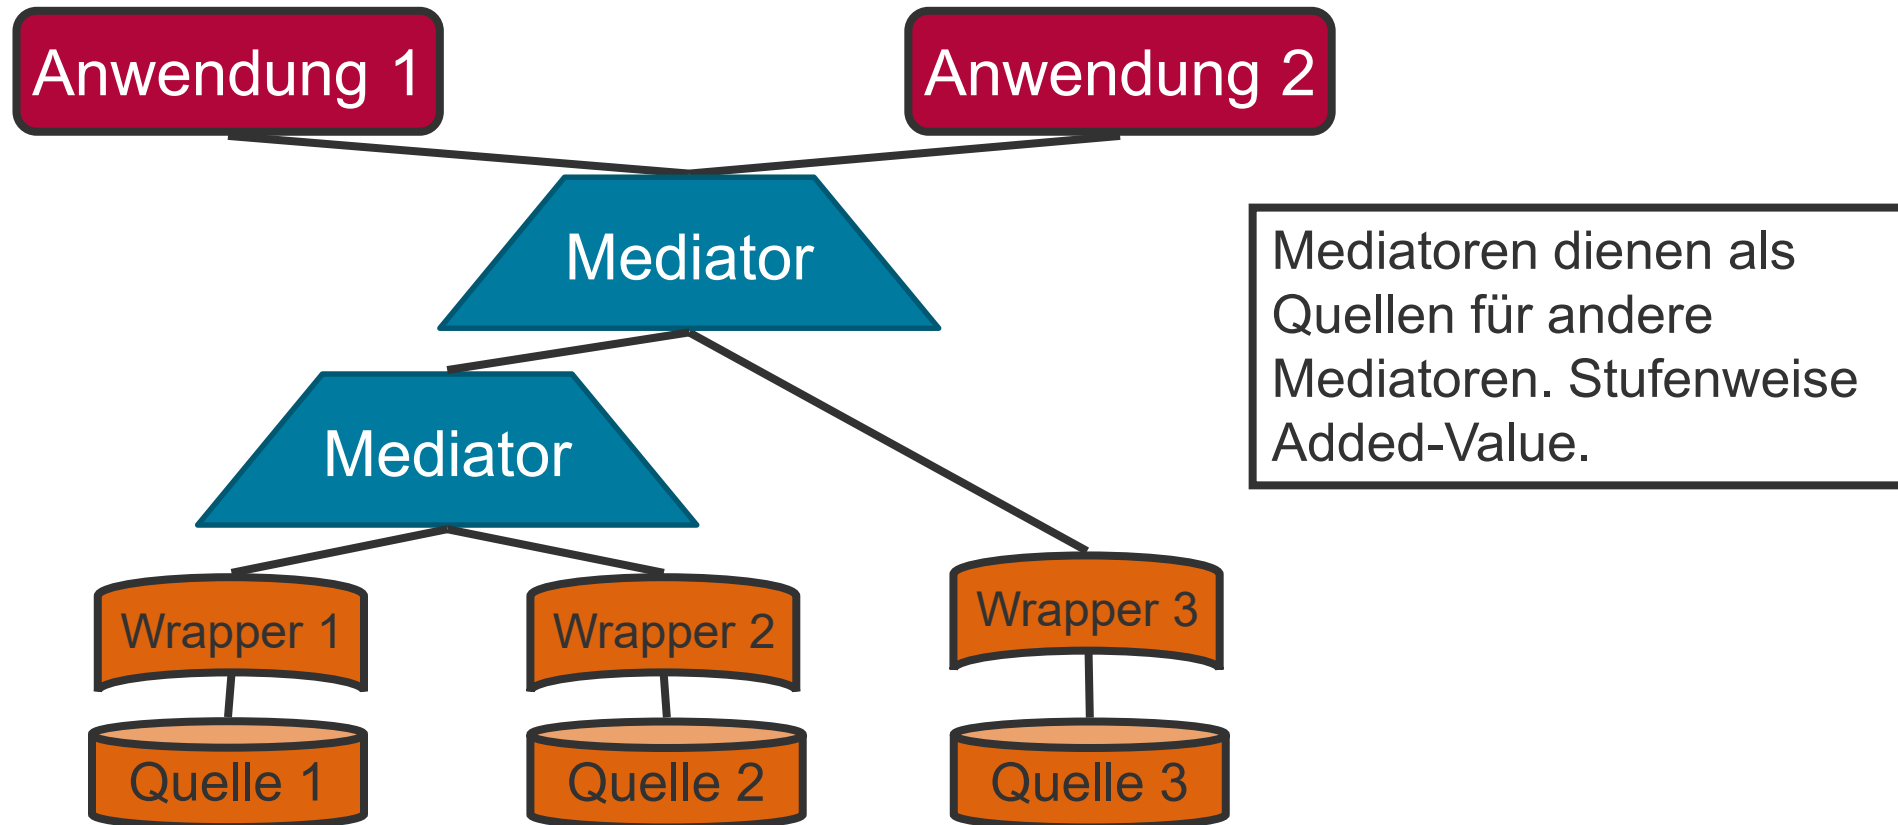 Anwendung 1
Anwendung 2
Mediator
Mediatoren dienen als
Quellen für andere
Mediatoren. Stufenweise
Added-Value.
Mediator
Wrapper 1
Wrapper 2
Wrapper 3
Quelle 1
Quelle 2
Quelle 3